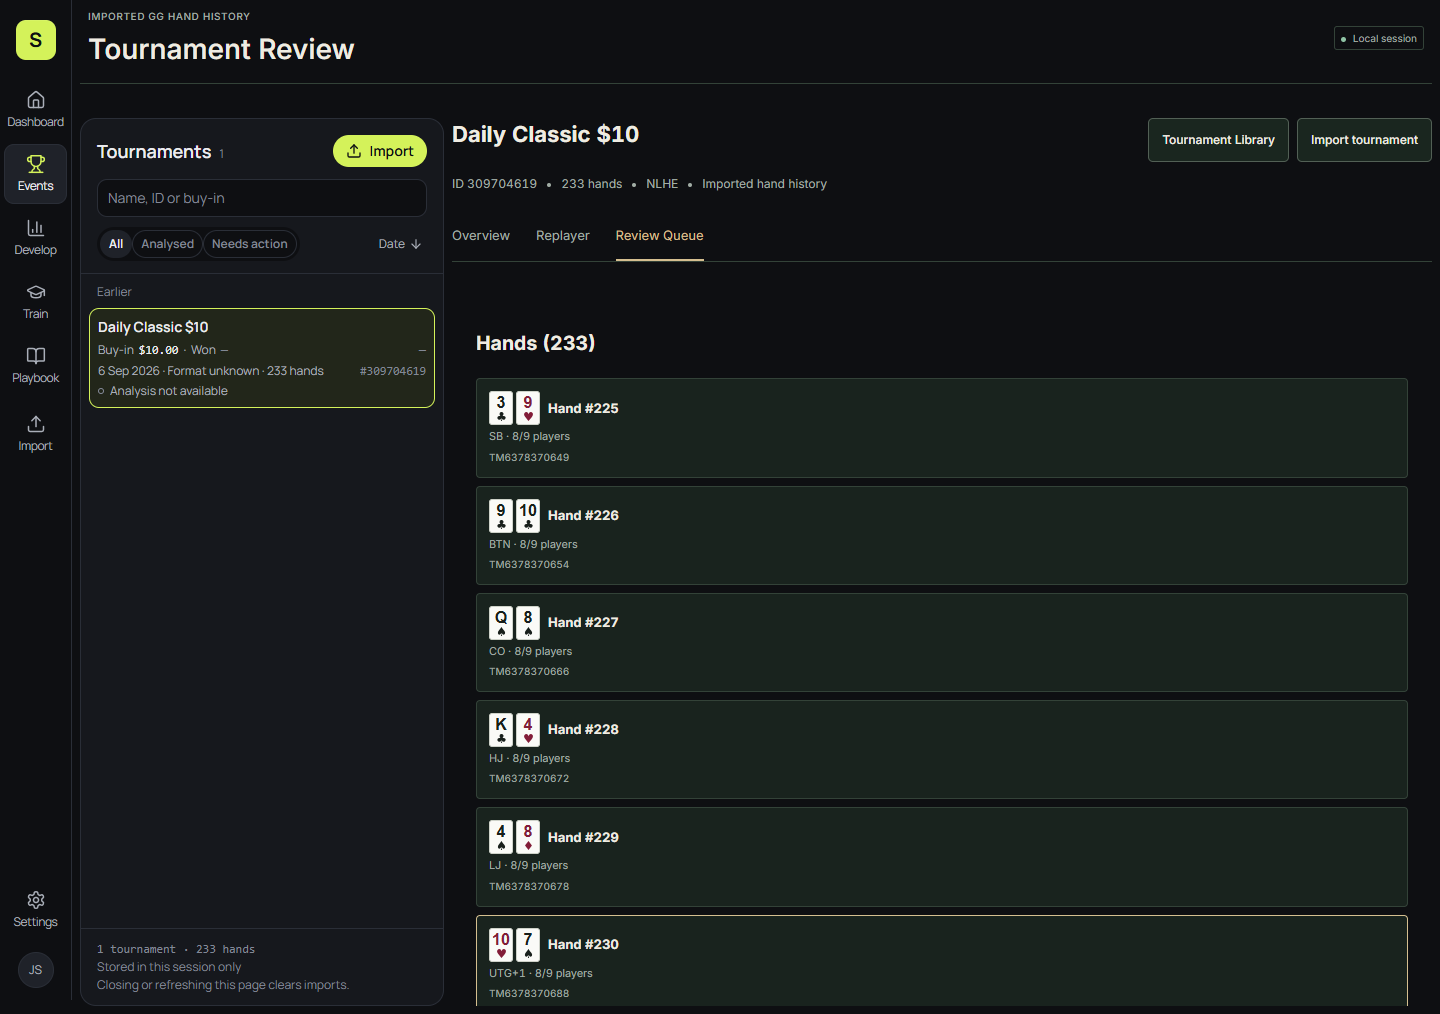 S
Dashboard
Events
Develop
Train
Playbook
Import
Settings
JS
IMPORTED GG HAND HISTORY
Tournament Review
Local session
Tournaments 1
Import
Name, ID or buy-in
All Analysed Needs action Date
Earlier
Daily Classic $10
Buy-in $10.00 · Won — —
6 Sep 2026 · Format unknown · 233 hands #309704619
Analysis not available
1 tournament · 233 hands
Stored in this session only
Closing or refreshing this page clears imports.
Daily Classic $10
Tournament Library
Import tournament
ID 309704619 • 233 hands • NLHE • Imported hand history
Overview Replayer Review Queue
Hands (233)
3♣ 9♥ Hand #225
SB · 8/9 players
TM6378370649
9♣ 10♣ Hand #226
BTN · 8/9 players
TM6378370654
Q♠ 8♠ Hand #227
CO · 8/9 players
TM6378370666
K♣ 4♥ Hand #228
HJ · 8/9 players
TM6378370672
4♠ 8♦ Hand #229
LJ · 8/9 players
TM6378370678
10♥ 7♠ Hand #230
UTG+1 · 8/9 players
TM6378370688